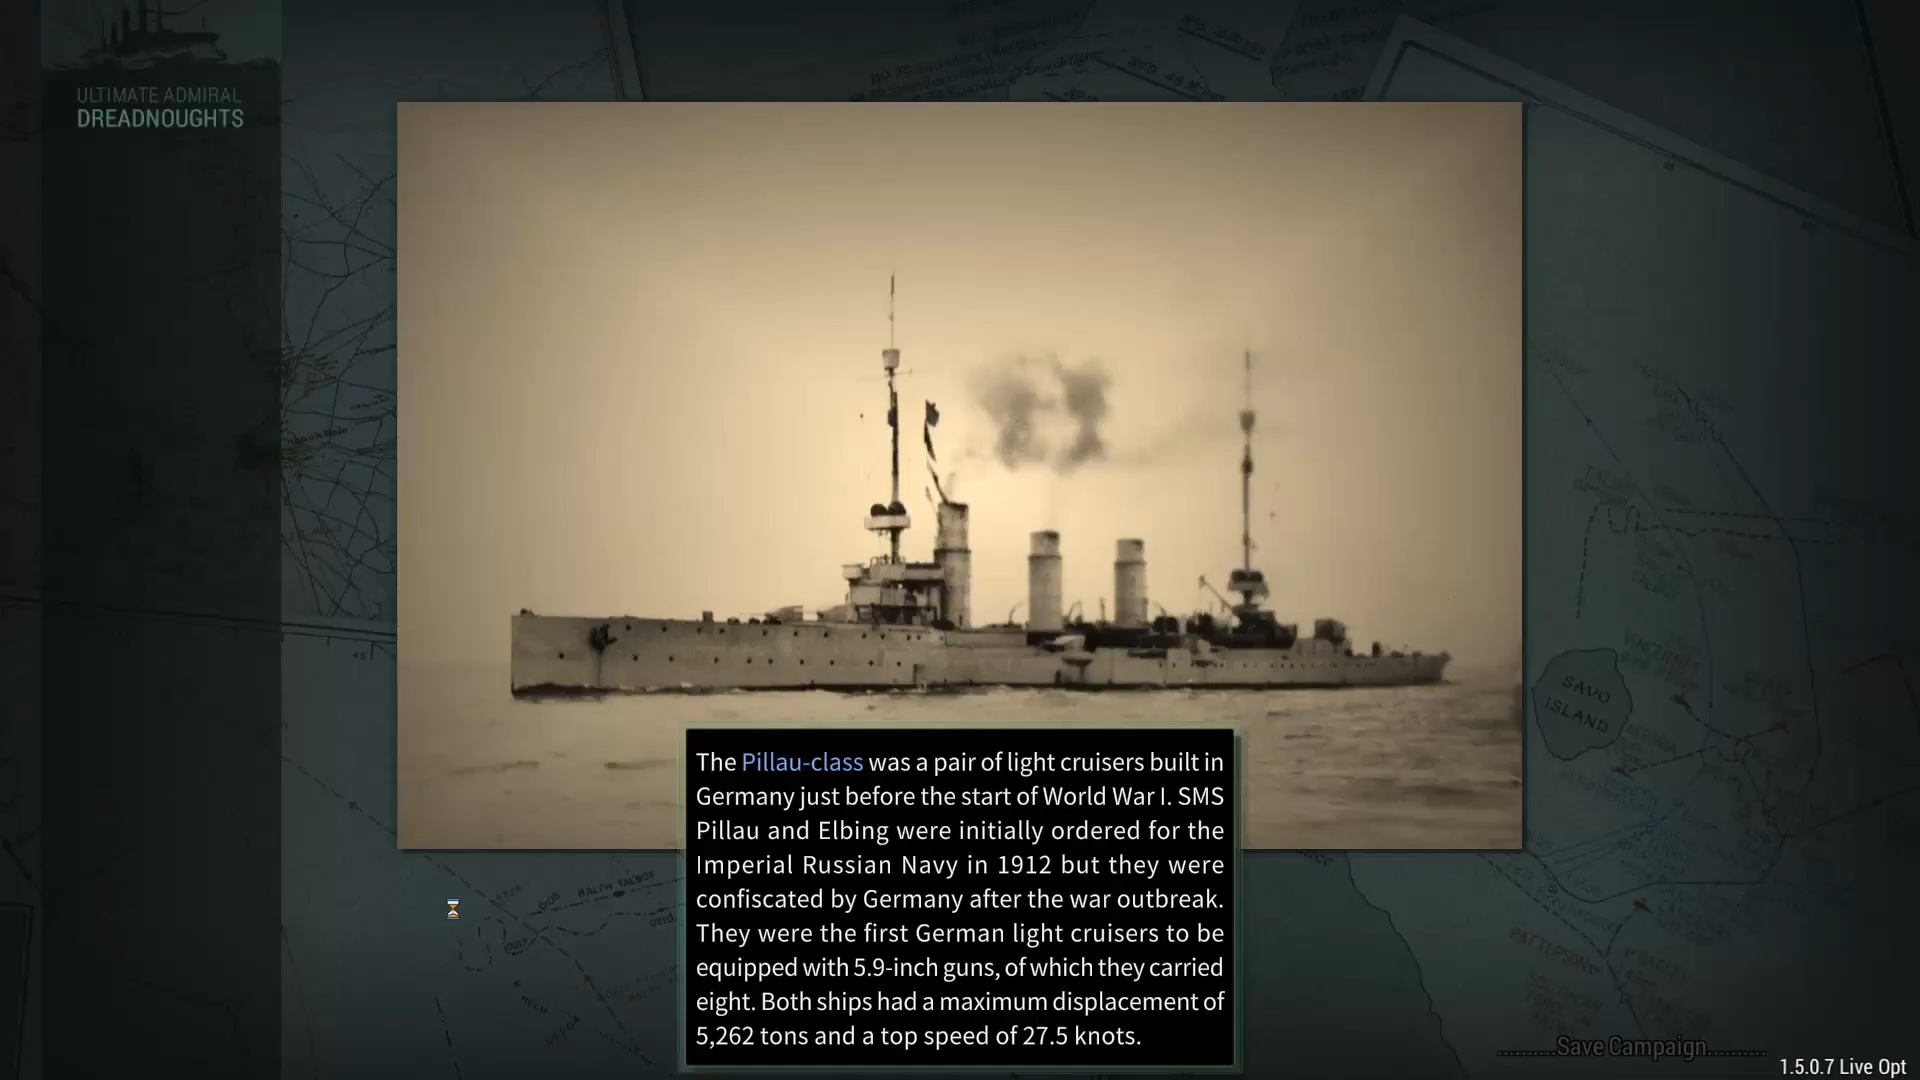 ULTIMATE ADMIRAL
DREADNOUGHTS
SAVO
ISLAND
RALPH TALBOT
The Pillau-class was a pair of light cruisers built in
Germany just before the start of World War I. SMS
Pillau and Elbing were initially ordered for the
Imperial Russian Navy in 1912 but they were
confiscated by Germany after the war outbreak.
They were the first German light cruisers to be
equipped with 5.9-inch guns, of which they carried
eight. Both ships had a maximum displacement of
5,262 tons and a top speed of 27.5 knots.
PATTERSON
..........Save Campaign..........
1.5.0.7 Live Opt